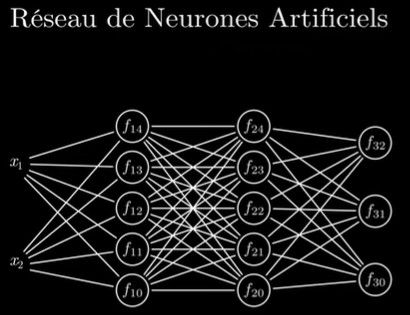 Réseau de Neurones Artificiels
f14 f24
f32
x1 f13 f23
f12 f22 f31
f11 f21
x2
f30
f10 f20